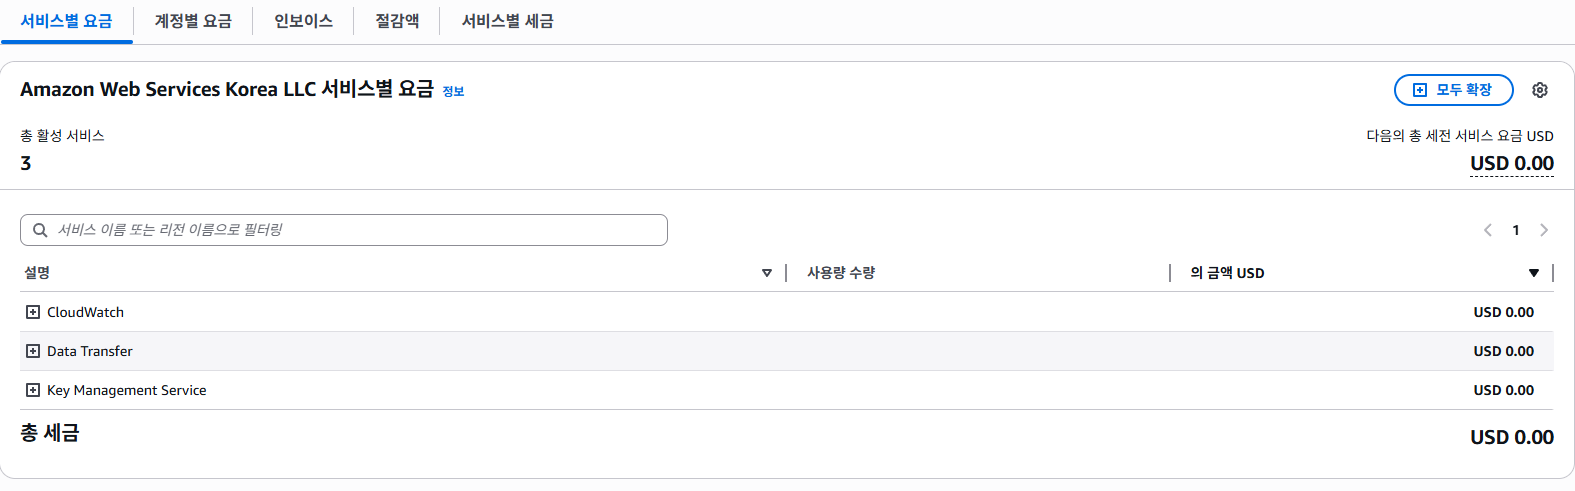 서비스별 요금 계정별 요금 인보이스 절감액 서비스별 세금
Amazon Web Services Korea LLC 서비스별 요금 정보
모두 확장
총 활성 서비스
3
다음의 총 세전 서비스 요금 USD
USD 0.00
서비스 이름 또는 리전 이름으로 필터링
1
설명 사용량 수량 의 금액 USD
CloudWatch USD 0.00
Data Transfer USD 0.00
Key Management Service USD 0.00
총 세금 USD 0.00